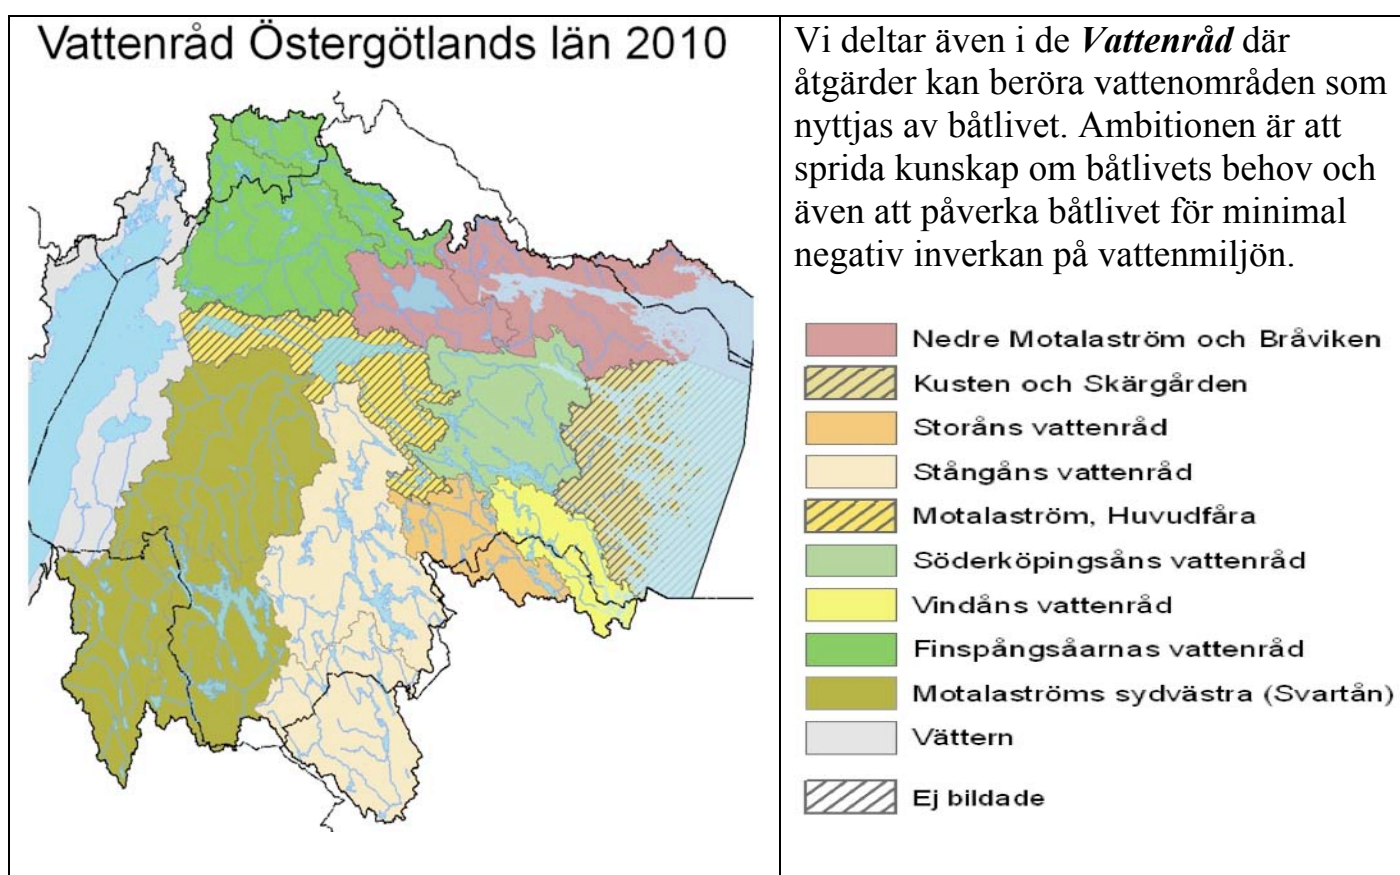 Vattenråd Östergötlands län 2010
Vi deltar även i de Vattenråd där
åtgärder kan beröra vattenområden som
nyttjas av båtlivet. Ambitionen är att
sprida kunskap om båtlivets behov och
även att påverka båtlivet för minimal
negativ inverkan på vattenmiljön.
Nedre Motalaström och Bråviken
Kusten och Skärgården
Storåns vattenråd
Stångåns vattenråd
Motalaström, Huvudfåra
Söderköpingsåns vattenråd
Vindåns vattenråd
Finspångsåarnas vattenråd
Motalaströms sydvästra (Svartån)
Vättern
Ej bildade